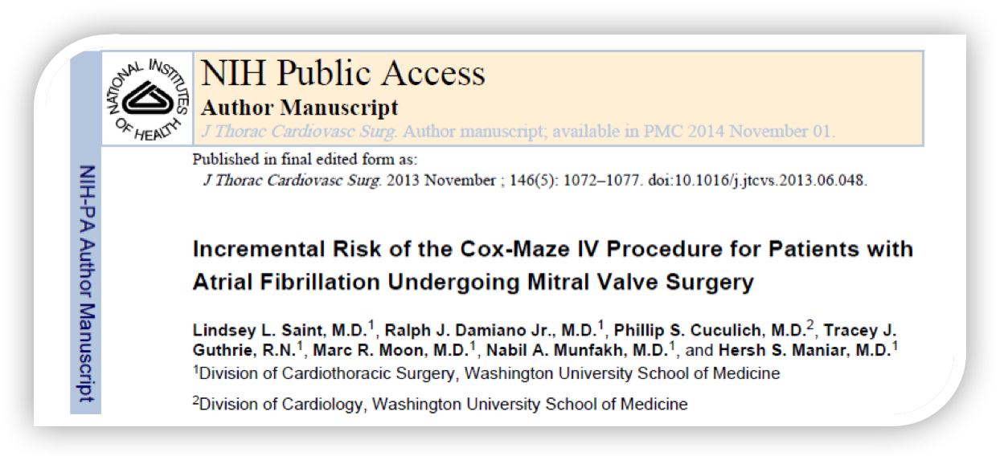 NATIONAL INSTITUTES OF HEALTH
NIH Public Access
Author Manuscript
J Thorac Cardiovasc Surg. Author manuscript; available in PMC 2014 November 01.
NIH-PA Author Manuscript
Published in final edited form as:
J Thorac Cardiovasc Surg. 2013 November ; 146(5): 1072–1077. doi:10.1016/j.jtcvs.2013.06.048.
Incremental Risk of the Cox-Maze IV Procedure for Patients with
Atrial Fibrillation Undergoing Mitral Valve Surgery
Lindsey L. Saint, M.D.1, Ralph J. Damiano Jr., M.D.1, Phillip S. Cuculich, M.D.2, Tracey J.
Guthrie, R.N.1, Marc R. Moon, M.D.1, Nabil A. Munfakh, M.D.1, and Hersh S. Maniar, M.D.1
1Division of Cardiothoracic Surgery, Washington University School of Medicine
2Division of Cardiology, Washington University School of Medicine